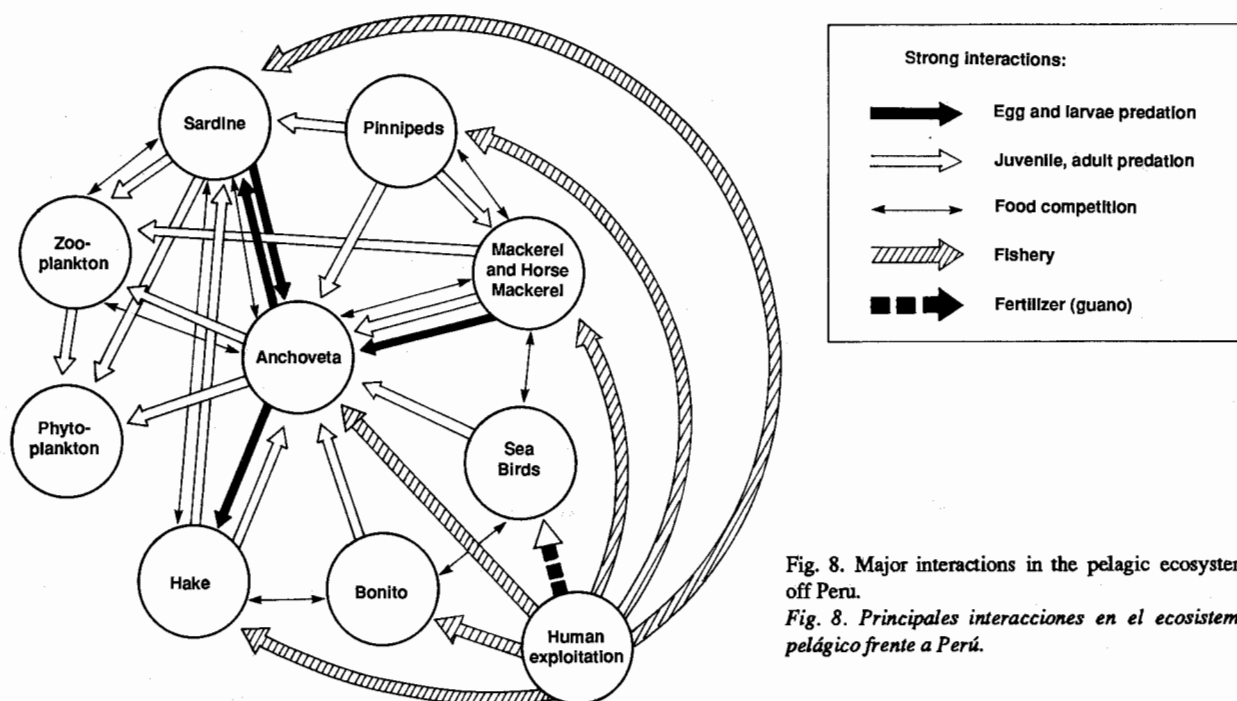 Sardine
Pinnipeds
Zoo-
plankton
Mackerel
and Horse
Mackerel
Anchoveta
Phyto-
plankton
Sea
Birds
Hake
Bonito
Human
exploitation
Strong interactions:
Egg and larvae predation
Juvenile, adult predation
Food competition
Fishery
Fertilizer (guano)
Fig. 8. Major interactions in the pelagic ecosystem
off Peru.
Fig. 8. Principales interacciones en el ecosistem
pelágico frente a Perú.